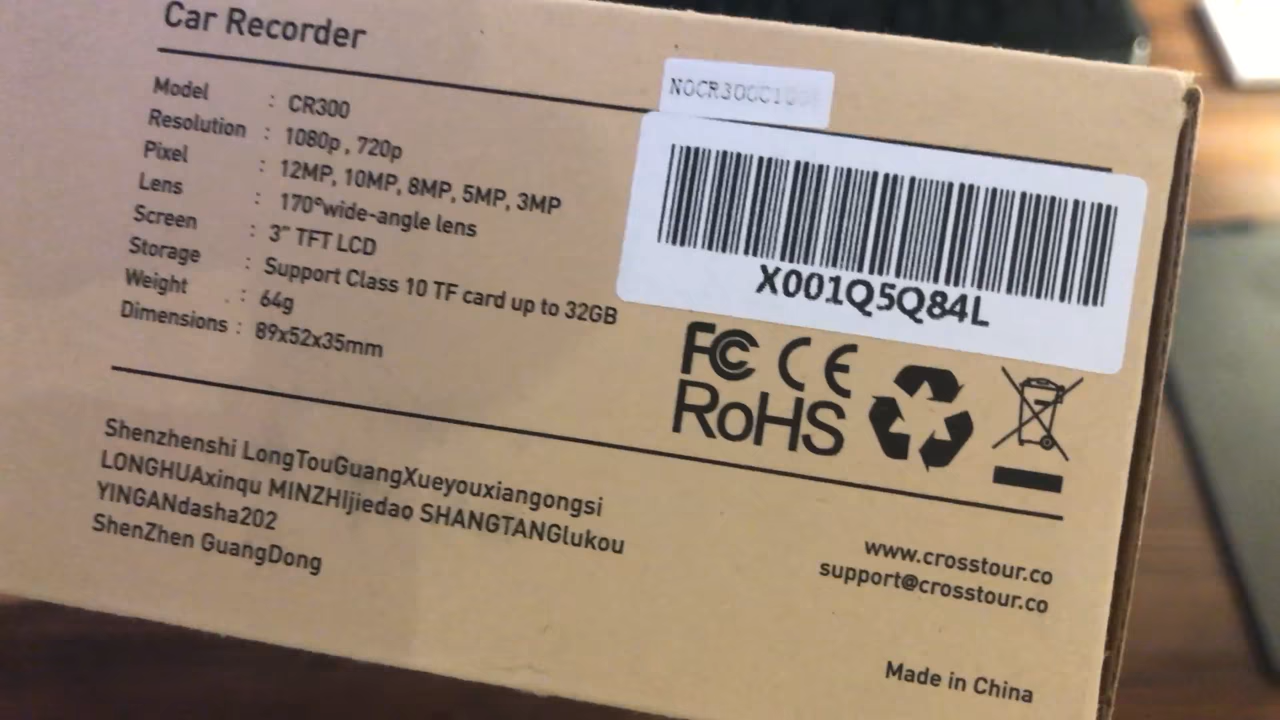 Car Recorder
Model : CR300
Resolution : 1080p , 720p
Pixel : 12MP, 10MP, 8MP, 5MP, 3MP
Lens : 170°wide-angle lens
Screen : 3” TFT LCD
Storage : Support Class 10 TF card up to 32GB
Weight : 64g
Dimensions : 89x52x35mm
X001Q5Q84L
FC CE
RoHS
Shenzhenshi LongTouGuangXueyouxiangongsi
LONGHUAxinqu MINZHIjiedao SHANGTANGlukou
YINGANdasha202
ShenZhen GuangDong
www.crosstour.co
support@crosstour.co
Made in China